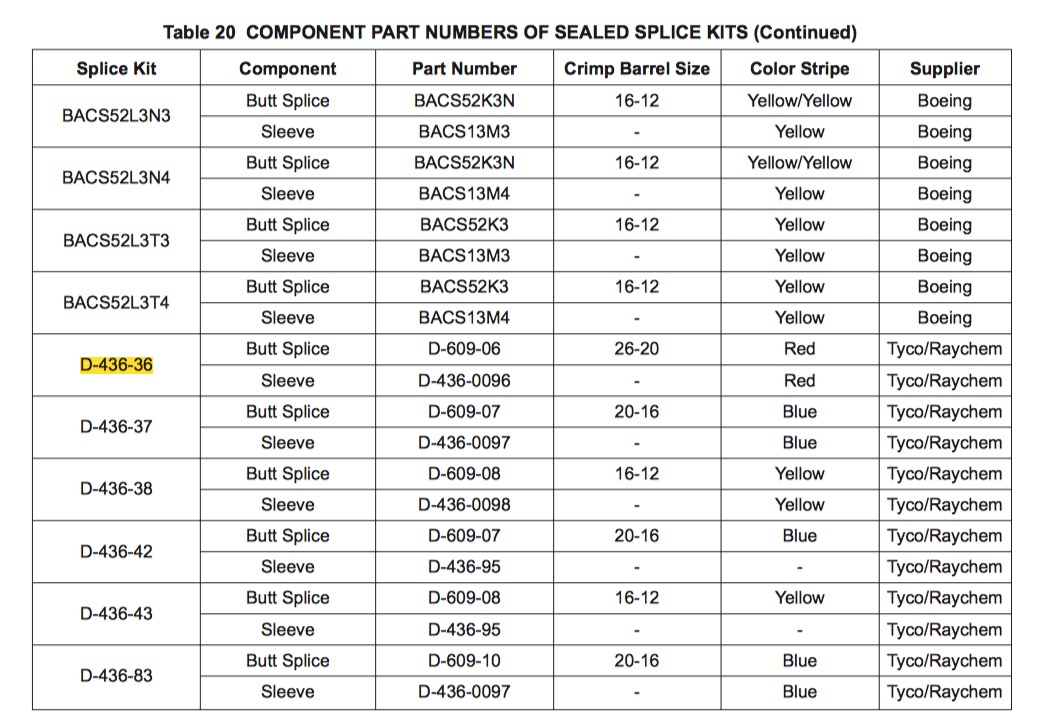 Table 20 COMPONENT PART NUMBERS OF SEALED SPLICE KITS (Continued)
Splice Kit Component Part Number Crimp Barrel Size Color Stripe Supplier
BACS52L3N3 Butt Splice BACS52K3N 16-12 Yellow/Yellow Boeing
Sleeve BACS13M3 - Yellow Boeing
BACS52L3N4 Butt Splice BACS52K3N 16-12 Yellow/Yellow Boeing
Sleeve BACS13M4 - Yellow Boeing
BACS52L3T3 Butt Splice BACS52K3 16-12 Yellow Boeing
Sleeve BACS13M3 - Yellow Boeing
BACS52L3T4 Butt Splice BACS52K3 16-12 Yellow Boeing
Sleeve BACS13M4 - Yellow Boeing
D-436-36 Butt Splice D-609-06 26-20 Red Tyco/Raychem
Sleeve D-436-0096 - Red Tyco/Raychem
D-436-37 Butt Splice D-609-07 20-16 Blue Tyco/Raychem
Sleeve D-436-0097 - Blue Tyco/Raychem
D-436-38 Butt Splice D-609-08 16-12 Yellow Tyco/Raychem
Sleeve D-436-0098 - Yellow Tyco/Raychem
D-436-42 Butt Splice D-609-07 20-16 Blue Tyco/Raychem
Sleeve D-436-95 - - Tyco/Raychem
D-436-43 Butt Splice D-609-08 16-12 Yellow Tyco/Raychem
Sleeve D-436-95 - - Tyco/Raychem
D-436-83 Butt Splice D-609-10 20-16 Blue Tyco/Raychem
Sleeve D-436-0097 - Blue Tyco/Raychem